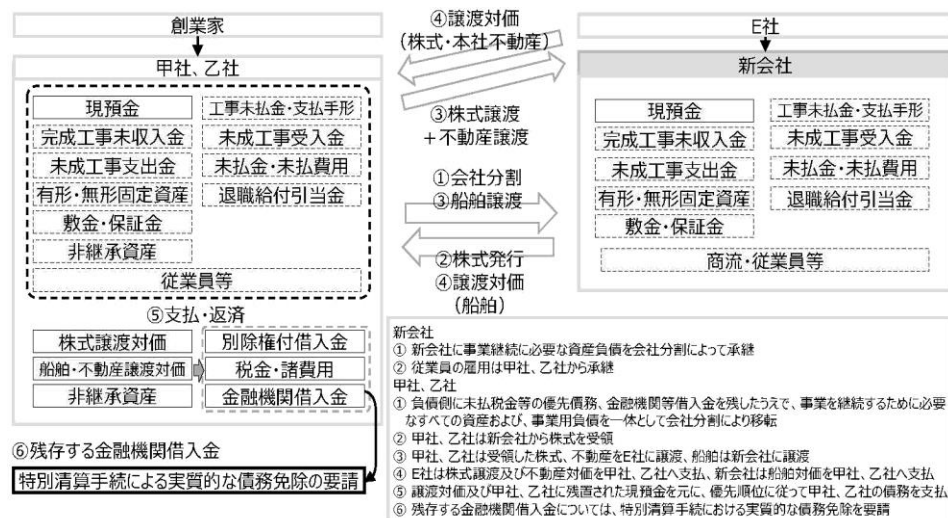 創業家
甲社、乙社
現預金
工事未払金・支払手形
完成工事未収入金
未成工事受入金
未成工事支出金
未払金・未払費用
有形・無形固定資産
退職給付引当金
敷金・保証金
非継承資産
従業員等
⑤支払・返済
株式譲渡対価
別除権付借入金
船舶・不動産譲渡対価
税金・諸費用
非継承資産
金融機関借入金
⑥残存する金融機関借入金
特別清算手続による実質的な債務免除の要請
④譲渡対価
(株式・本社不動産)
③株式譲渡
+不動産譲渡
①会社分割
③船舶譲渡
②株式発行
④譲渡対価
(船舶)
E社
新会社
現預金
工事未払金・支払手形
完成工事未収入金
未成工事受入金
未成工事支出金
未払金・未払費用
有形・無形固定資産
退職給付引当金
敷金・保証金
商流・従業員等
新会社
① 新会社に事業継続に必要な資産負債を会社分割によって承継
② 従業員の雇用は甲社、乙社から承継
甲社、乙社
① 負債側に未払税金等の優先債務、金融機関等借入金を残したうえで、事業を継続するために必要
なすべての資産および、事業用負債を一体として会社分割により移転
② 甲社、乙社は新会社から株式を受領
③ 甲社、乙社は受領した株式、不動産をE社に譲渡、船舶は新会社に譲渡
④ E社は株式譲渡及び不動産対価を甲社、乙社へ支払、新会社は船舶対価を甲社、乙社へ支払
⑤ 譲渡対価及び甲社、乙社に残置された現預金を元に、優先順位に従って甲社、乙社の債務を支払
⑥ 残存する金融機関借入金については、特別清算手続における実質的な債務免除を要請